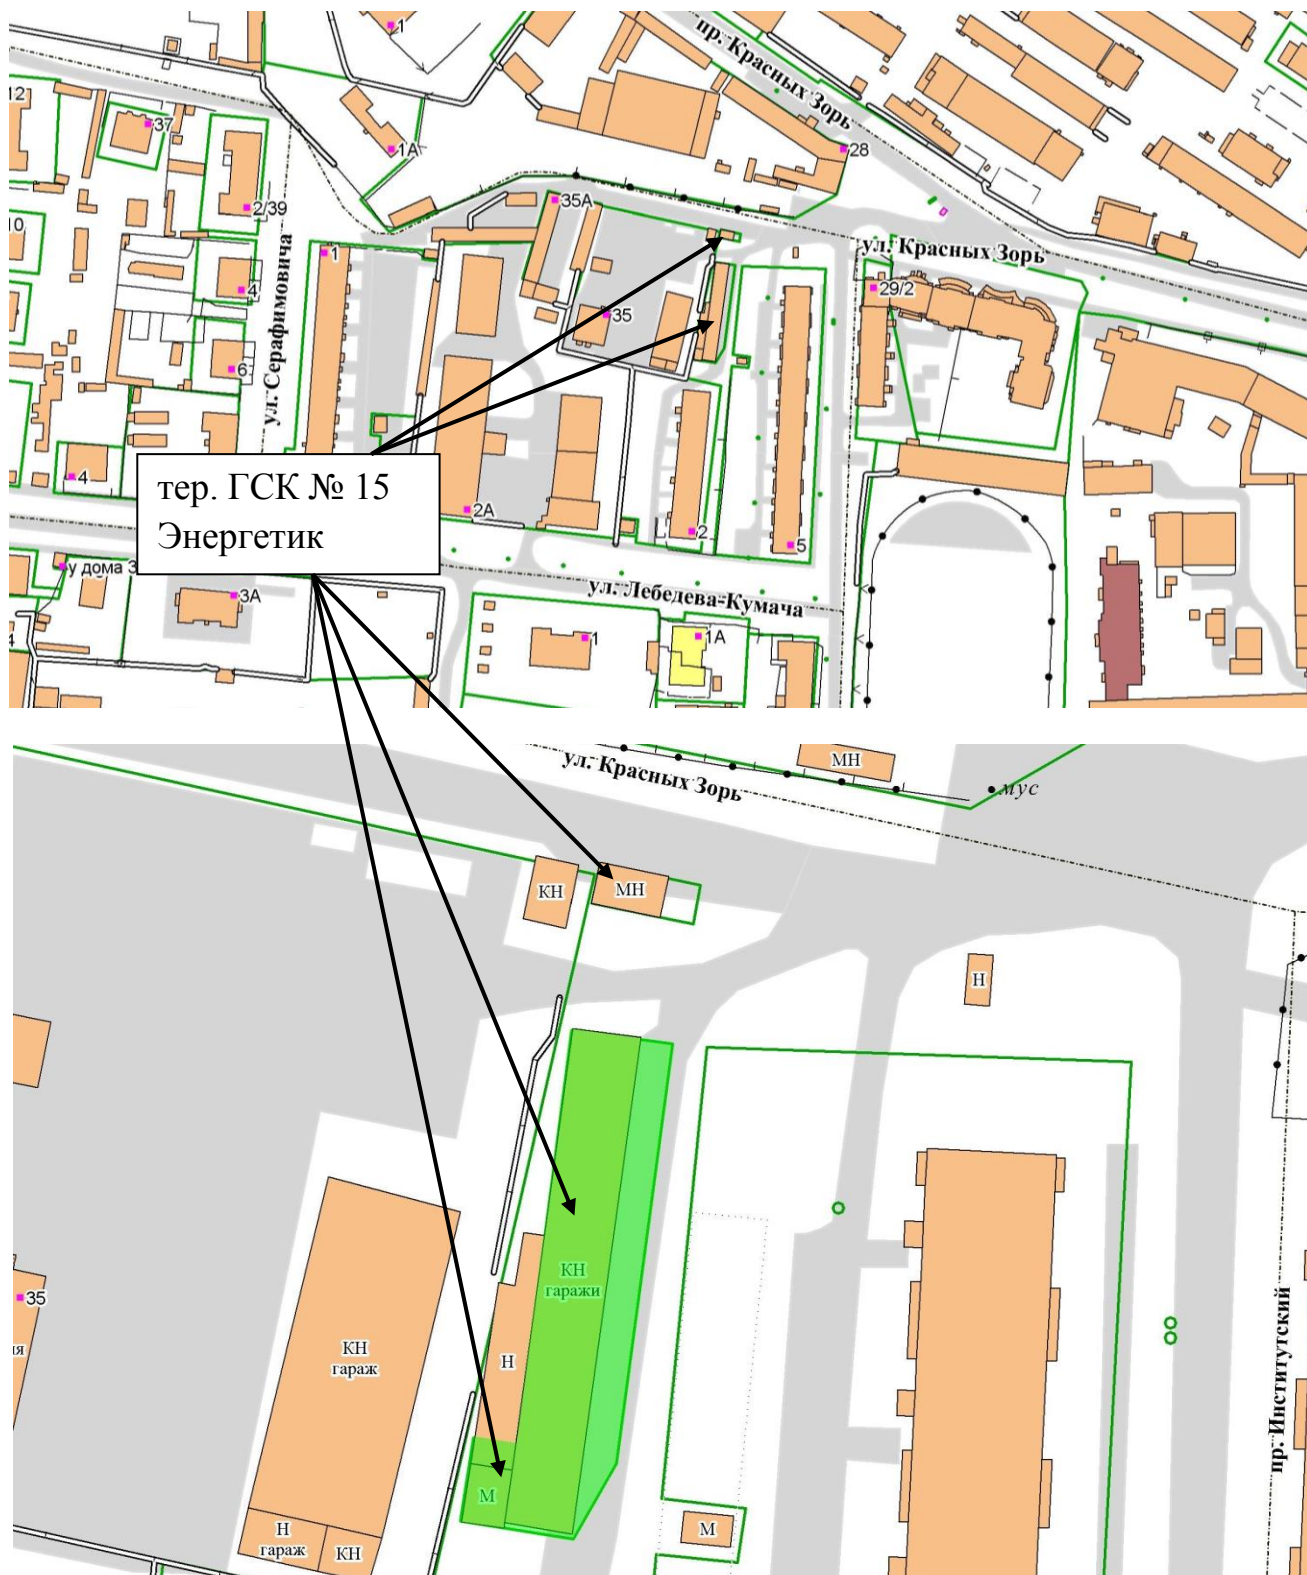 1
пр. Красных Зорь
12
37
1А
28
2/39
35А
10
ул. Красных Зорь
1
4
29/2
35
ул. Серафимовича
6
4
тер. ГСК № 15
Энергетик
2А
2
5
у дома 3
3А
ул. Лебедева-Кумача
1
1А
4
ул. Красных Зорь
МН
мус
КН
МН
Н
КН
гаражи
35
я
КН
гараж
Н
пр. Институтский
М
М
Н
гараж
КН